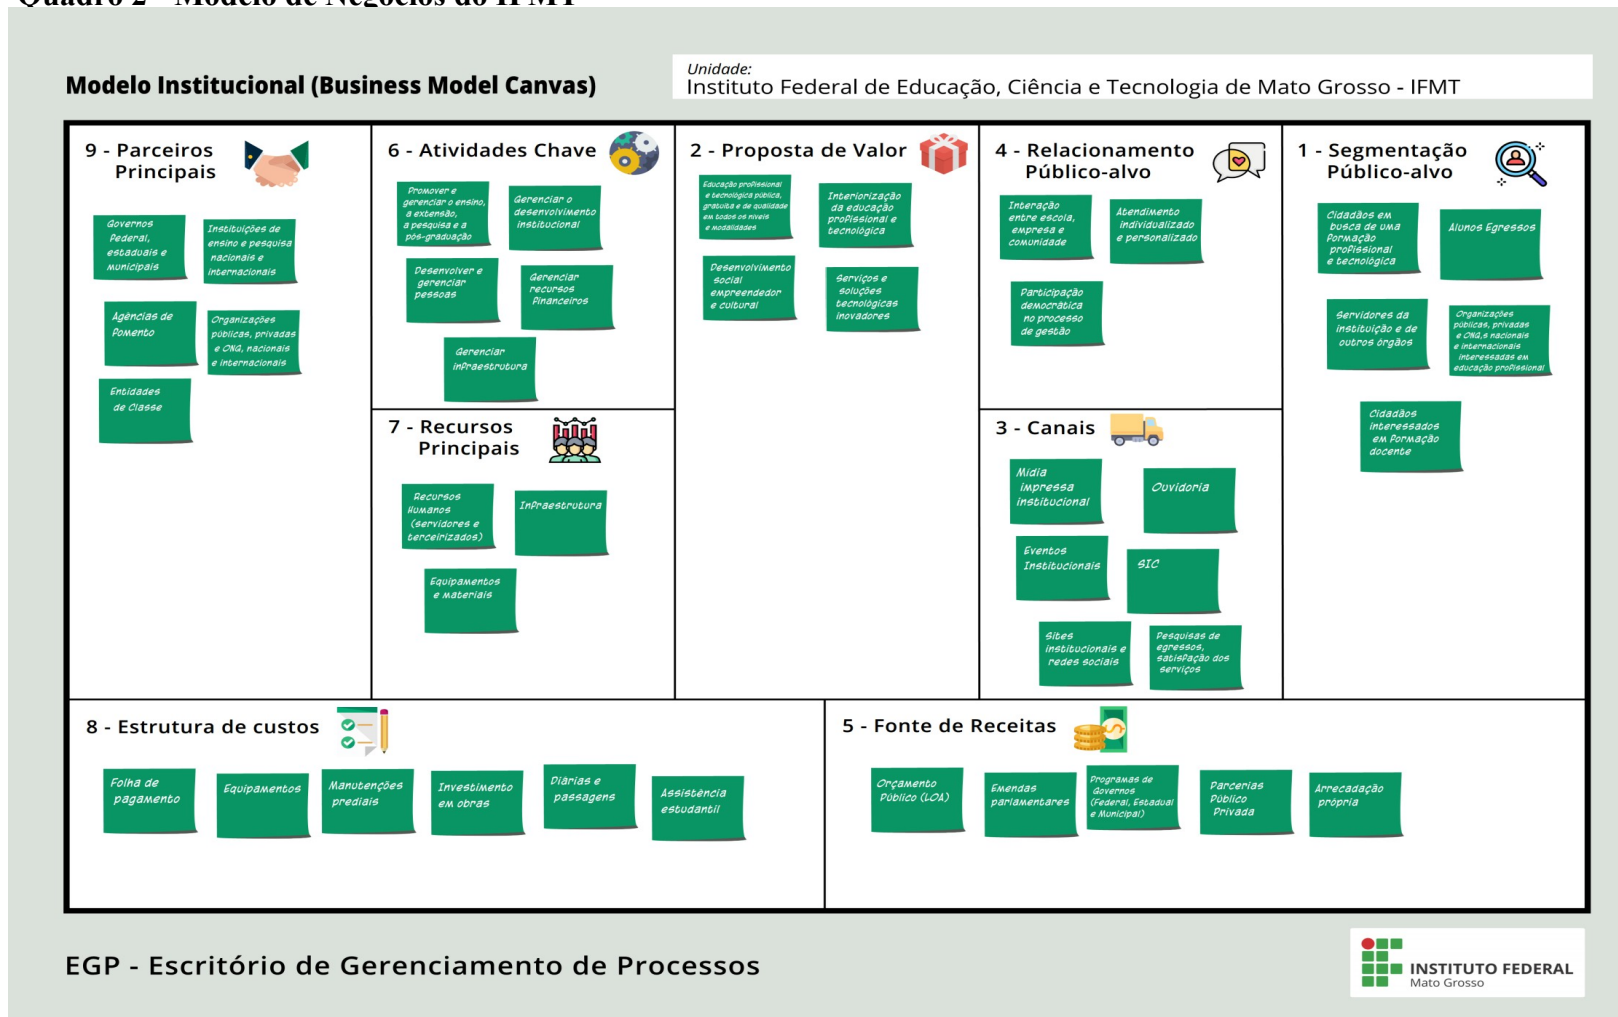 Quadro 2 - Modelo de Negócios do IFMT
Modelo Institucional (Business Model Canvas)
Unidade:
Instituto Federal de Educação, Ciência e Tecnologia de Mato Grosso - IFMT
9 - Parceiros
Principais
Governos
Federal,
estaduais e
municipais
Instituições de
ensino e pesquisa
nacionais e
internacionais
Agências de
fomento
Organizações
públicas, privadas
e ONG, nacionais
e internacionais
Entidades
de Classe
6 - Atividades Chave
Promover e
gerenciar o ensino,
a extensão,
a pesquisa e a
pós-graduação
Gerenciar o
desenvolvimento
institucional
Desenvolver e
gerenciar
pessoas
Gerenciar
recursos
financeiros
Gerenciar
infraestrutura
7 - Recursos
Principais
Recursos
Humanos
(servidores e
terceirizados)
Infraestrutura
Equipamentos
e materiais
2 - Proposta de Valor
Educação profissional
e tecnológica pública,
gratuita e de qualidade
em todos os níveis
e modalidades
Interiorização
da educação
profissional e
tecnológica
Desenvolvimento
social
empreendedor
e cultural
Serviços e
soluções
tecnológicas
inovadores
4 - Relacionamento
Público-alvo
Interação
entre escola,
empresa e
comunidade
Atendimento
individualizado
e personalizado
Participação
democrática
no processo
de gestão
3 - Canais
Mídia
impressa
institucional
Ouvidoria
Eventos
Institucionais
SIC
Sites
institucionais e
redes sociais
Pesquisas de
egressos,
satisfação dos
serviços
1 - Segmentação
Público-alvo
Cidadãos em
busca de uma
formação
profissional
e tecnológica
Alunos Egressos
Servidores da
instituição e de
outros órgãos
Organizações
públicas, privadas
e ONG,s nacionais
e internacionais
interessadas em
educação profissional
Cidadãos
interessados
em formação
docente
8 - Estrutura de custos
Folha de
pagamento
Equipamentos
Manutenções
prediais
Investimento
em obras
Diárias e
passagens
Assistência
estudantil
5 - Fonte de Receitas
Orçamento
Público (LOA)
Emendas
parlamentares
Programas de
Governos
(Federal, Estadual
e Municipal)
Parcerias
Público
Privada
Arrecadação
própria
EGP - Escritório de Gerenciamento de Processos
INSTITUTO FEDERAL
Mato Grosso